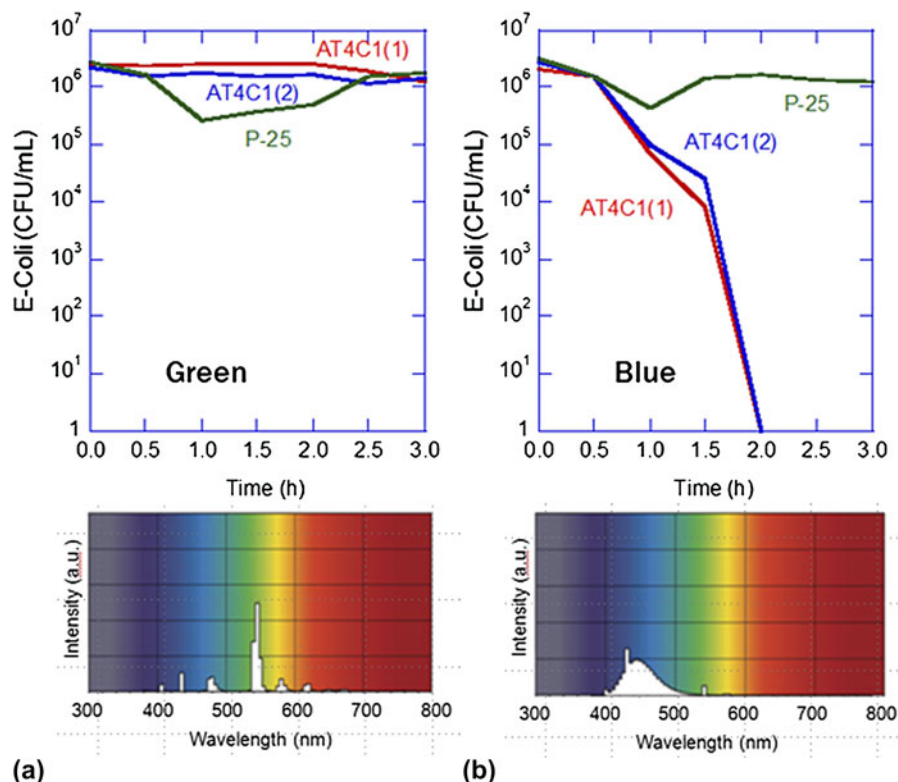 10⁷
10⁶
10⁵
10⁴
10³
10²
10¹
1
E-Coli (CFU/mL)
AT4C1(1)
AT4C1(2)
P-25
Green
0.0 0.5 1.0 1.5 2.0 2.5 3.0
Time (h)
Intensity (a.u.)
300 400 500 600 700 800
Wavelength (nm)
(a)
10⁷
10⁶
10⁵
10⁴
10³
10²
10¹
1
E-Coli (CFU/mL)
P-25
AT4C1(2)
AT4C1(1)
Blue
0.0 0.5 1.0 1.5 2.0 2.5 3.0
Time (h)
Intensity (a.u.)
300 400 500 600 700 800
Wavelength (nm)
(b)